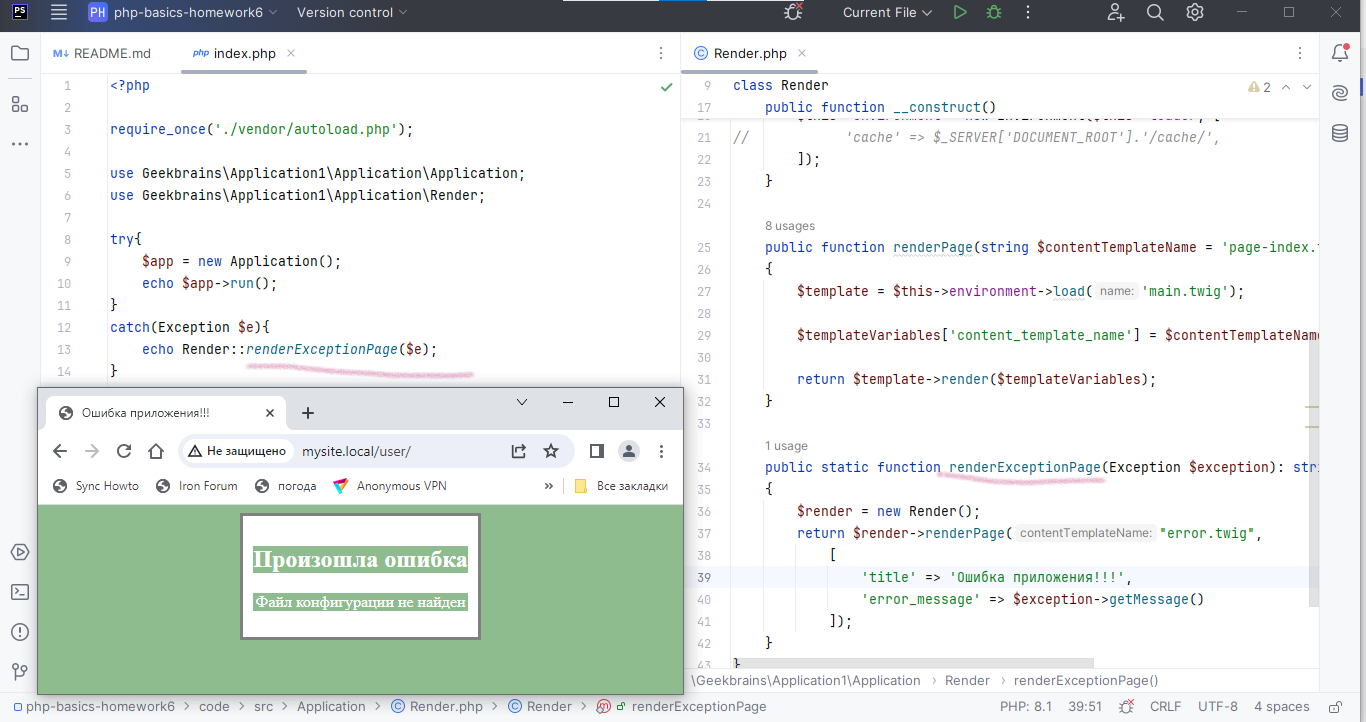 PS
PH php-basics-homework6 Version control Current File
README.md php index.php Render.php
1 <?php
2
3 require_once('./vendor/autoload.php');
4
5 use Geekbrains\Application1\Application\Application;
6 use Geekbrains\Application1\Application\Render;
7
8 try{
9 $app = new Application();
10 echo $app->run();
11 }
12 catch(Exception $e){
13 echo Render::renderExceptionPage($e);
14 }
9 class Render 2
17 public function __construct()
21 // 'cache' => $_SERVER['DOCUMENT_ROOT'].'/cache/',
22 ]);
23 }
24
8 usages
25 public function renderPage(string $contentTemplateName = 'page-index.
26 {
27 $template = $this->environment->load( name: 'main.twig');
28
29 $templateVariables['content_template_name'] = $contentTemplateName
30
31 return $template->render($templateVariables);
32 }
33
1 usage
34 public static function renderExceptionPage(Exception $exception): stri
35 {
36 $render = new Render();
37 return $render->renderPage( contentTemplateName: "error.twig",
38 [
39 'title' => 'Ошибка приложения!!!',
40 'error_message' => $exception->getMessage()
41 ]);
42 }
43 }
Ошибка приложения!!!
Не защищено mysite.local/user/
Sync Howto Iron Forum погода Anonymous VPN » Все закладки
Произошла ошибка
Файл конфигурации не найден
\Geekbrains\Application1\Application › Render › renderExceptionPage()
php-basics-homework6 › code › src › Application › Render.php › Render › renderExceptionPage PHP: 8.1 39:51 CRLF UTF-8 4 spaces